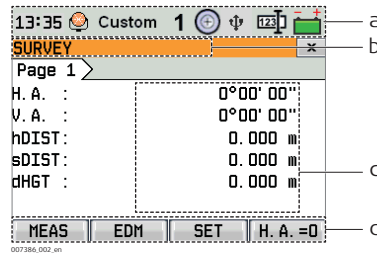 13:35 Custom 1 123 - + a
SURVEY x b
Page 1
H.A. : 0°00'00"
V.A. : 0°00'00"
hDIST: 0.000 m
sDIST: 0.000 m
dHGT : 0.000 m
MEAS EDM SET H.A.=0
007386_002_en